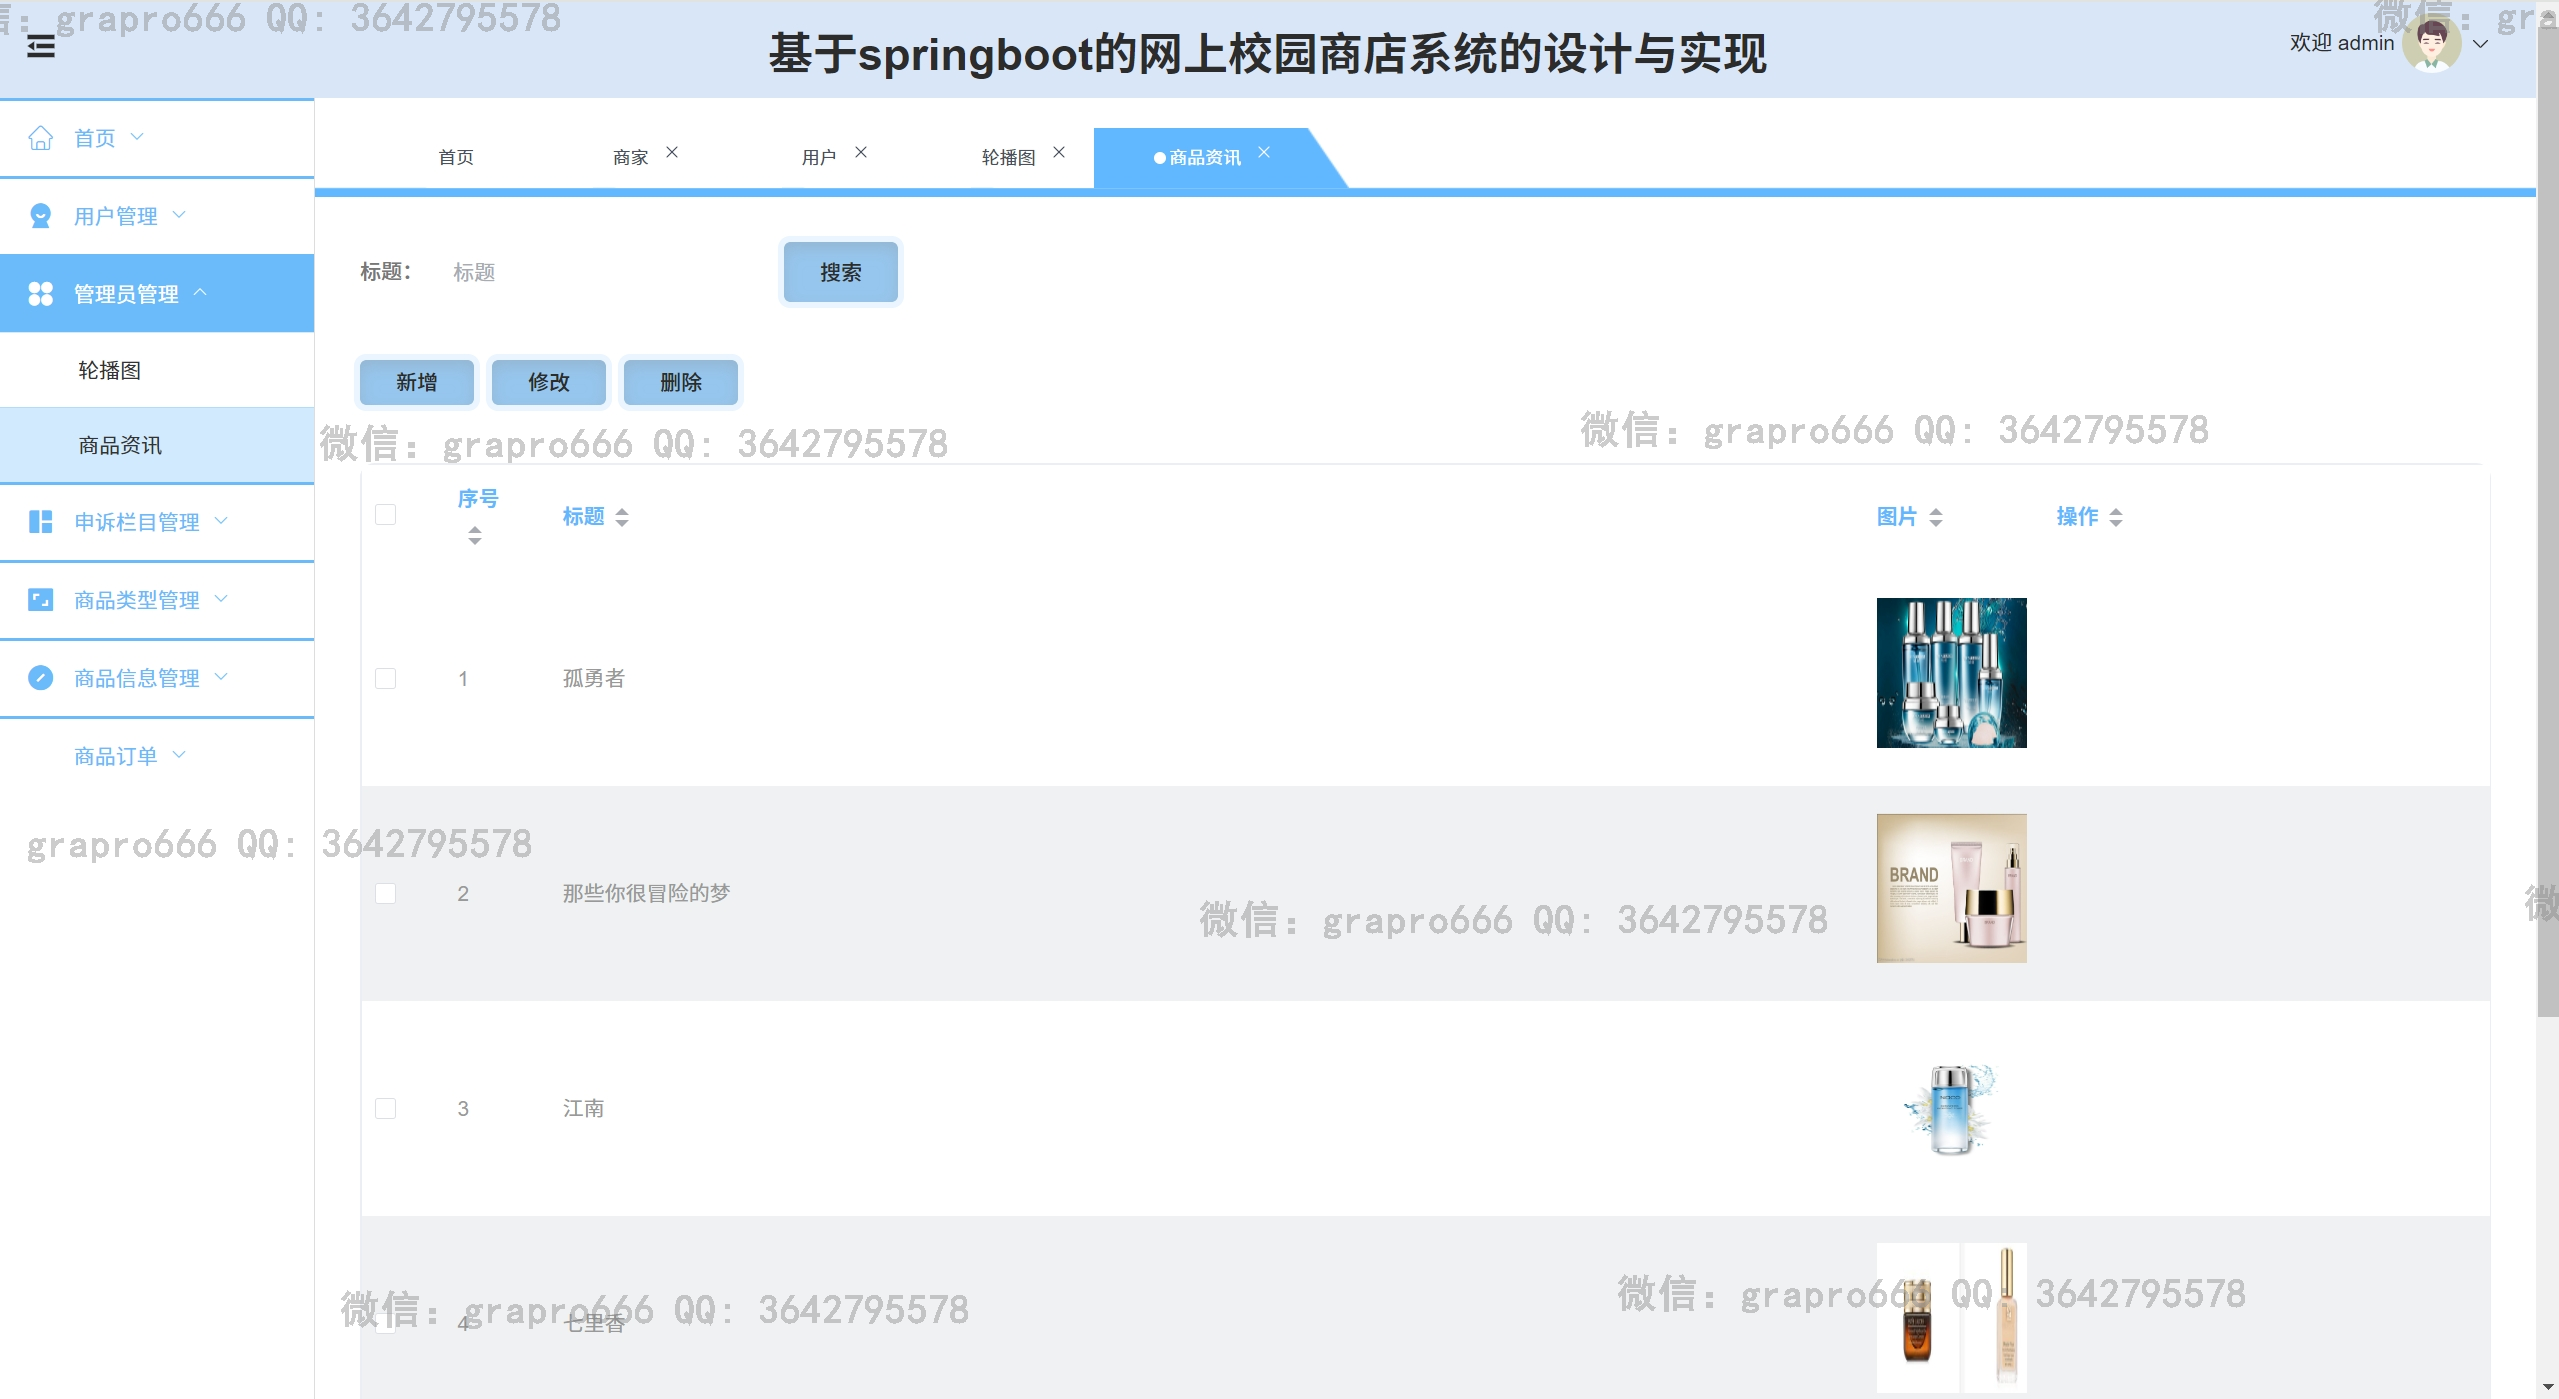 信: grapro666 QQ: 3642795578
微信: gra
基于springboot的网上校园商店系统的设计与实现
欢迎 admin
首页
用户管理
管理员管理
轮播图
商品资讯
申诉栏目管理
商品类型管理
商品信息管理
商品订单
首页 商家 用户 轮播图 商品资讯
标题: 标题 搜索
新增 修改 删除
微信: grapro666 QQ: 3642795578
微信: grapro666 QQ: 3642795578
序号 标题 图片 操作
1 孤勇者
grapro666 QQ: 3642795578
2 那些你很冒险的梦
BRAND
微信: grapro666 QQ: 3642795578
微
3 江南
微信: grapro666 QQ: 3642795578
微信: grapro666 QQ: 3642795578
4 七里香